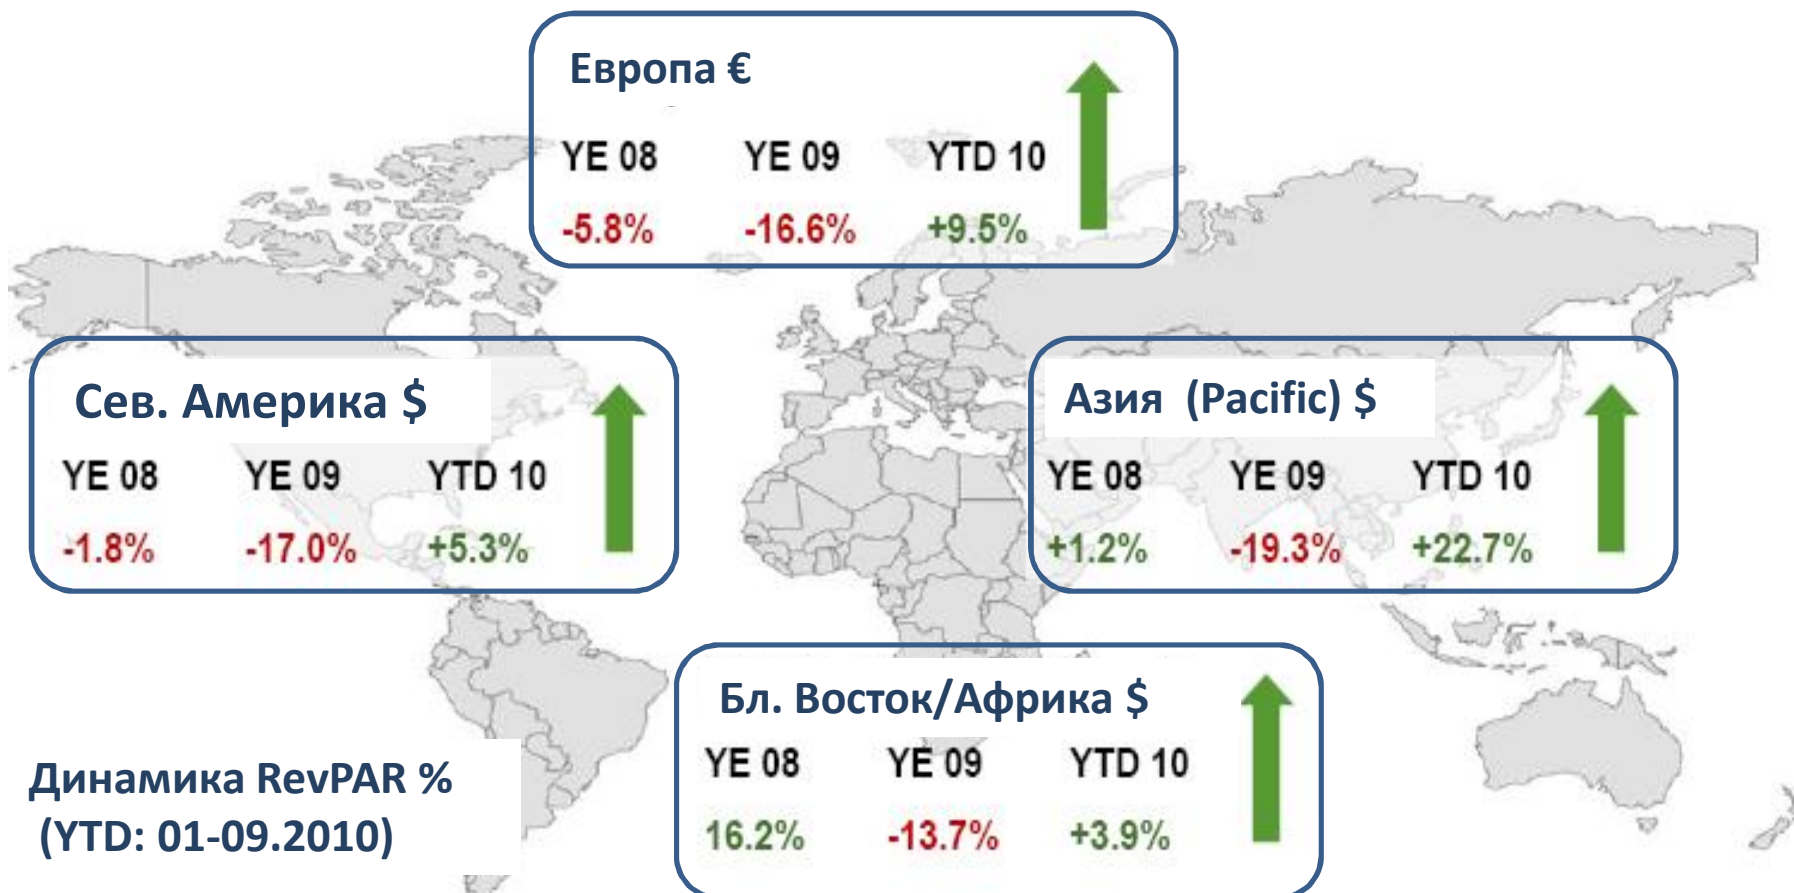 Европа €
YE 08 YE 09 YTD 10
-5.8% -16.6% +9.5%
Сев. Америка $
YE 08 YE 09 YTD 10
-1.8% -17.0% +5.3%
Азия (Pacific) $
YE 08 YE 09 YTD 10
+1.2% -19.3% +22.7%
Бл. Восток/Африка $
YE 08 YE 09 YTD 10
16.2% -13.7% +3.9%
Динамика RevPAR %
(YTD: 01-09.2010)